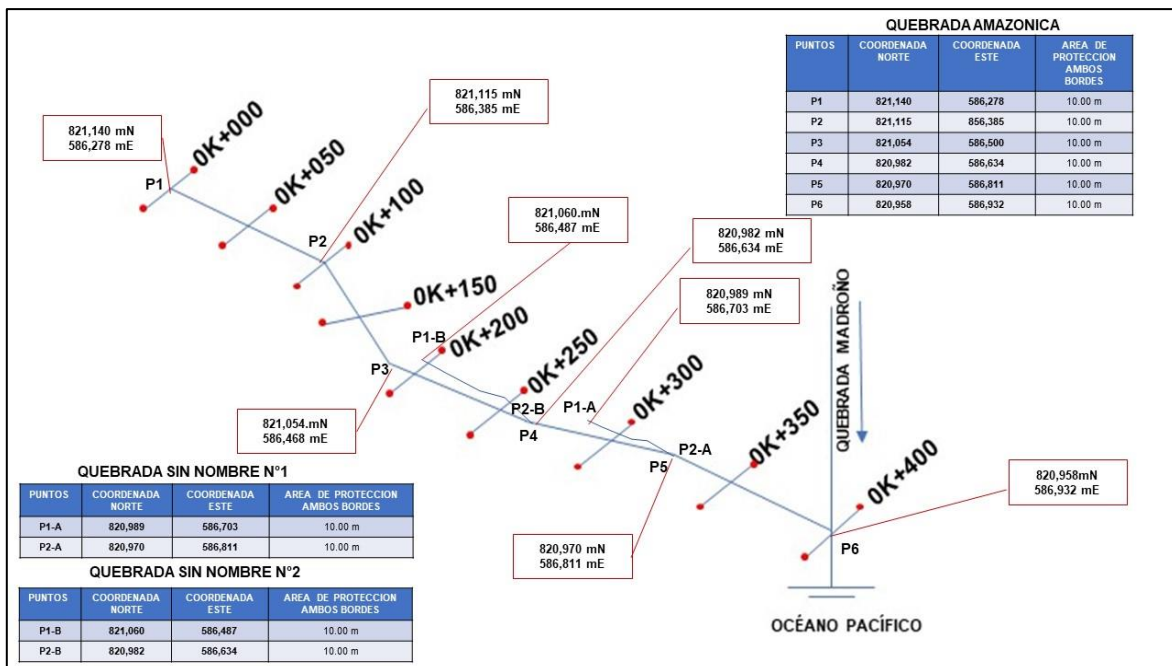 QUEBRADA AMAZONICA
PUNTOS COORDENADA NORTE COORDENADA ESTE AREA DE PROTECCION AMBOS BORDES
P1 821,140 586,278 10.00 m
P2 821,115 856,385 10.00 m
P3 821,054 586,500 10.00 m
P4 820,982 586,634 10.00 m
P5 820,970 586,811 10.00 m
P6 820,958 586,932 10.00 m
821,140 mN
586,278 mE
P1
0K+000
0K+050
821,115 mN
586,385 mE
P2
0K+100
0K+150
821,060.mN
586,487 mE
P1-B
0K+200
P3
821,054.mN
586,468 mE
820,982 mN
586,634 mE
0K+250
P2-B
P4
820,989 mN
586,703 mE
P1-A
0K+300
P2-A
P5
820,970 mN
586,811 mE
0K+350
QUEBRADA MADROÑO
0K+400
820,958mN
586,932 mE
P6
OCÉANO PACÍFICO
QUEBRADA SIN NOMBRE N°1
PUNTOS COORDENADA NORTE COORDENADA ESTE AREA DE PROTECCION AMBOS BORDES
P1-A 820,989 586,703 10.00 m
P2-A 820,970 586,811 10.00 m
QUEBRADA SIN NOMBRE N°2
PUNTOS COORDENADA NORTE COORDENADA ESTE AREA DE PROTECCION AMBOS BORDES
P1-B 821,060 586,487 10.00 m
P2-B 820,982 586,634 10.00 m